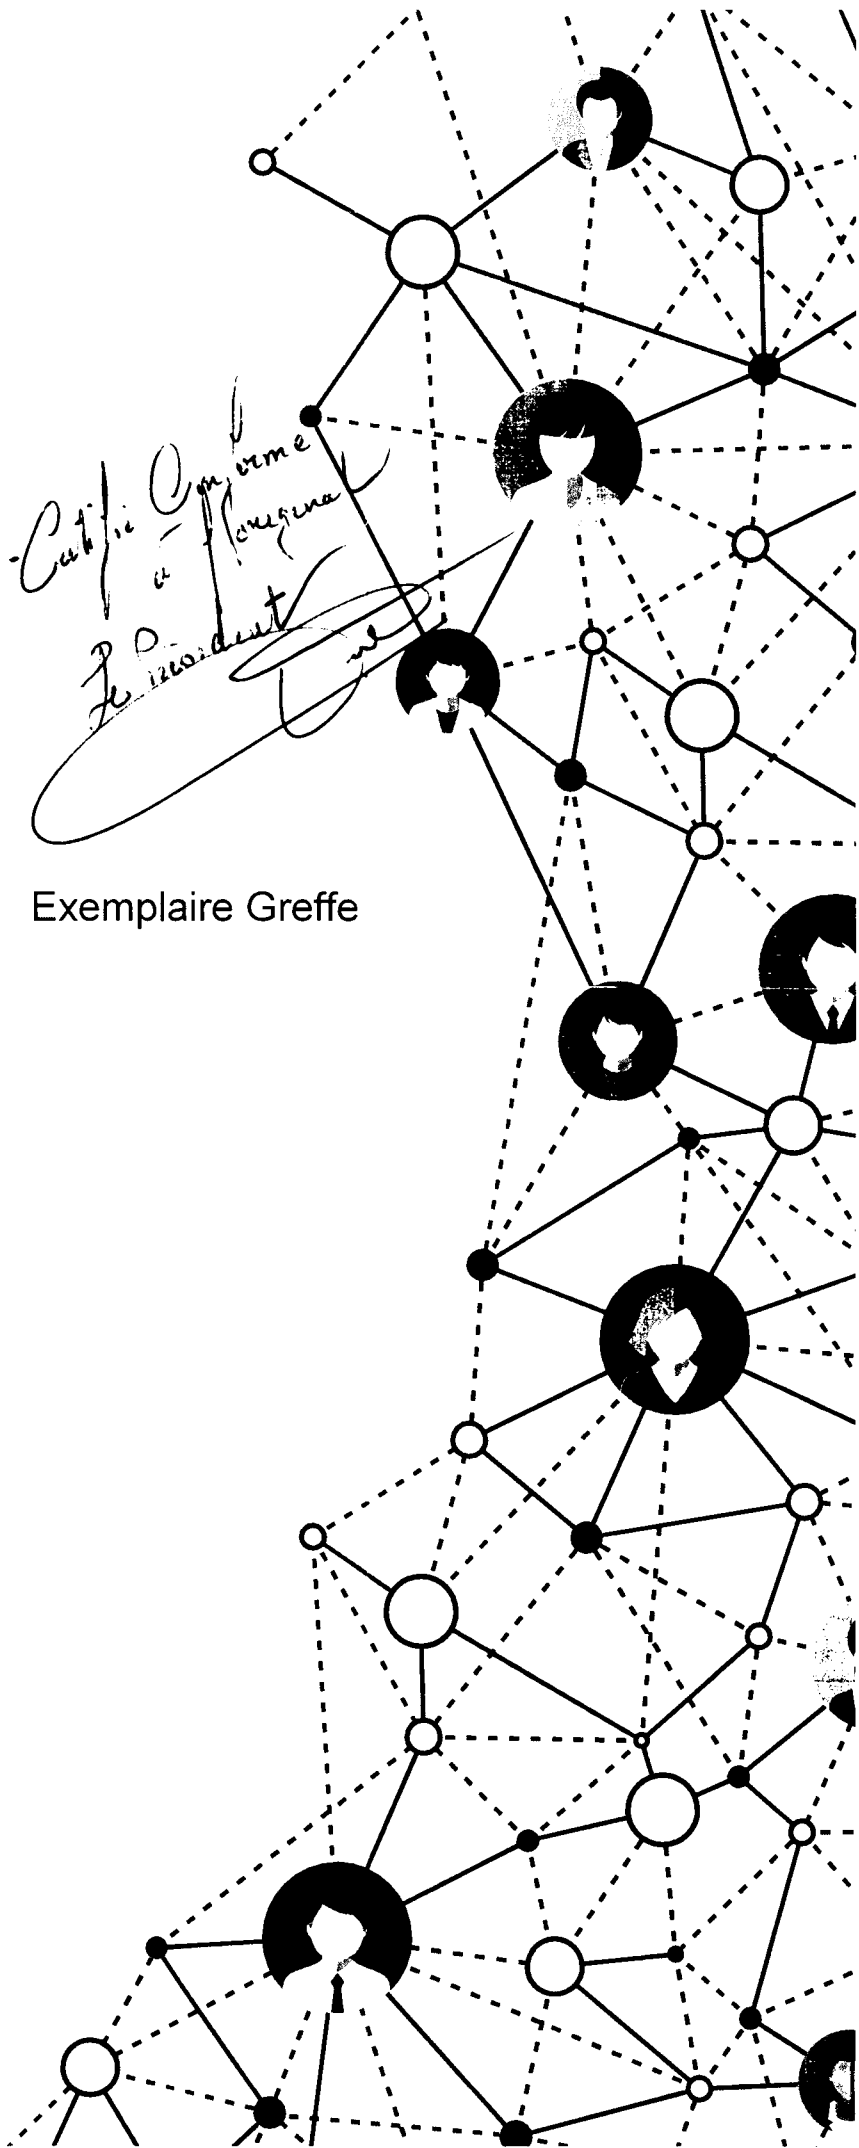 Certifié Conforme
à l'original
Le Président
Exemplaire Greffe